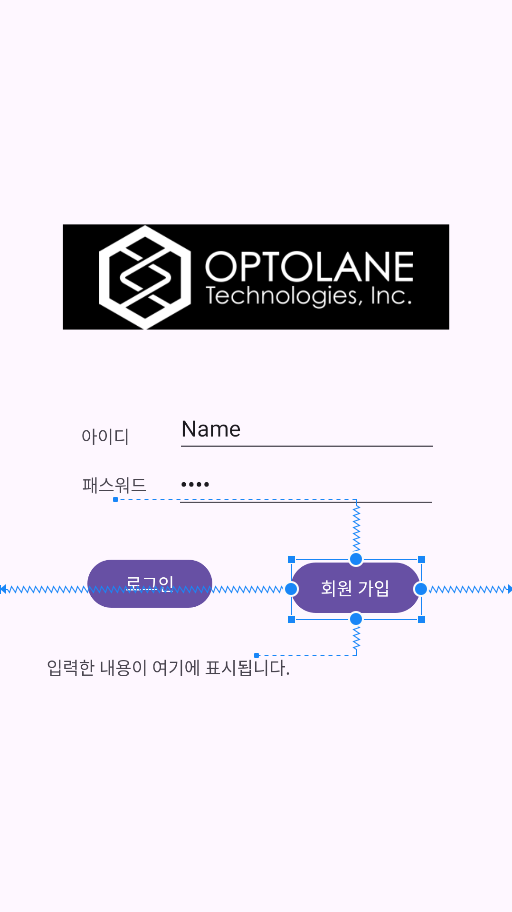 OPTOLANE
Technologies, Inc.
아이디 Name
패스워드 ••••
로그인 회원 가입
입력한 내용이 여기에 표시됩니다.